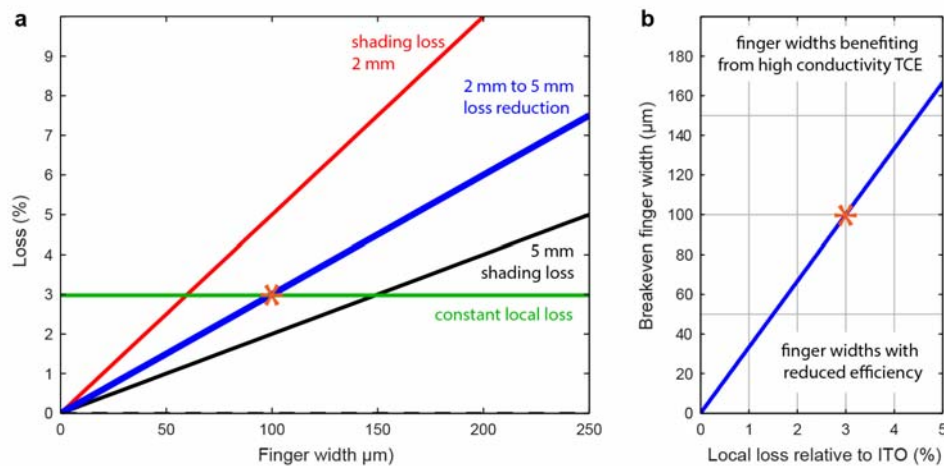 a
9
8
7
6
5
4
3
2
1
0
Loss (%)
shading loss
2 mm
2 mm to 5 mm
loss reduction
5 mm
shading loss
constant local loss
0
50
100
150
200
250
Finger width µm)
b
180
160
140
120
100
80
60
40
20
0
Breakeven finger width (µm)
finger widths benefiting
from high conductivity TCE
finger widths with
reduced efficiency
0
1
2
3
4
5
Local loss relative to ITO (%)